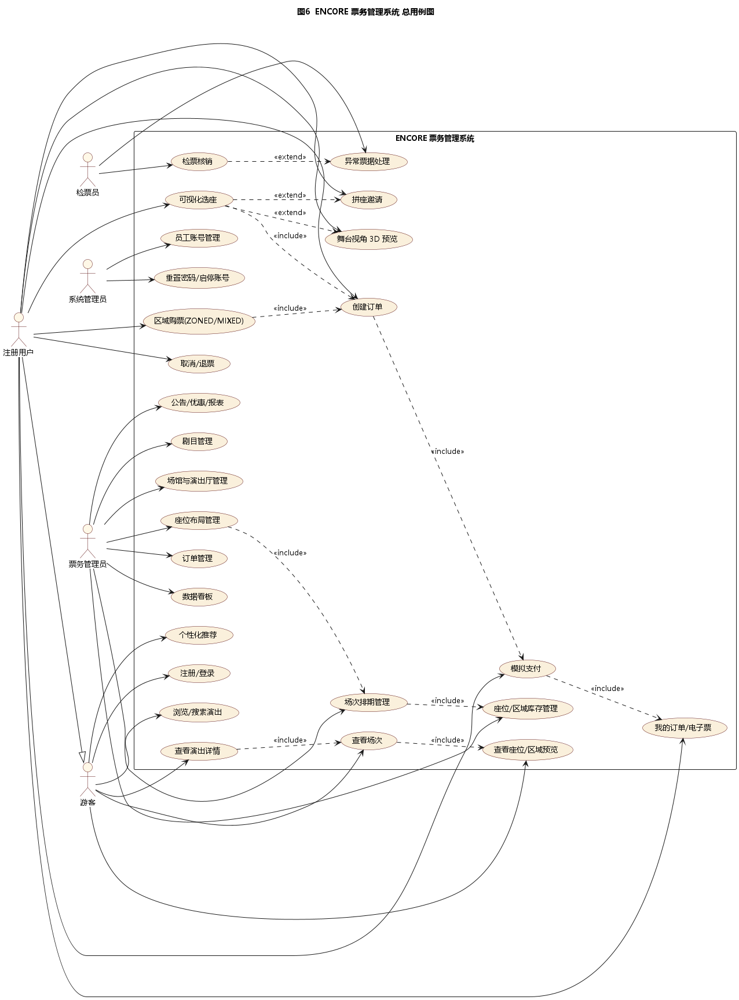 图6 ENCORE 票务管理系统 总用例图
ENCORE 票务管理系统
检票员
检票核销
«extend»
异常票据处理
可视化选座
«extend»
拼座邀请
«extend»
舞台视角 3D 预览
«include»
员工账号管理
系统管理员
重置密码/启停账号
注册用户
区域购票(ZONED/MIXED)
«include»
创建订单
取消/退票
公告/优惠/报表
剧目管理
«include»
场馆与演出厅管理
票务管理员
座位布局管理
«include»
订单管理
数据看板
个性化推荐
注册/登录
模拟支付
«include»
浏览/搜索演出
场次排期管理
«include»
座位/区域库存管理
我的订单/电子票
查看演出详情
«include»
查看场次
«include»
查看座位/区域预览
游客